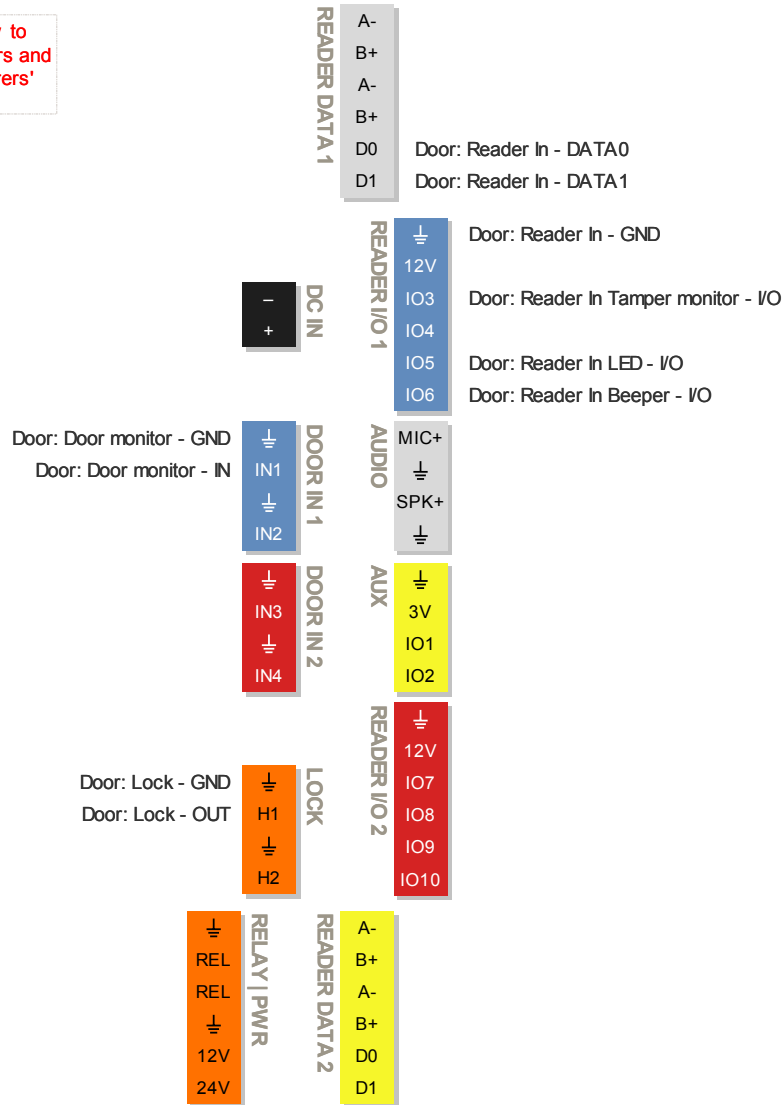 to
rs and
ers'
READER DATA 1
A-
B+
A-
B+
D0 Door: Reader In - DATA0
D1 Door: Reader In - DATA1
READER I/O 1
Door: Reader In - GND
12V
IO3 Door: Reader In Tamper monitor - I/O
IO4
IO5 Door: Reader In LED - I/O
IO6 Door: Reader In Beeper - I/O
DC IN
–
+
Door: Door monitor - GND
Door: Door monitor - IN IN1
IN2
DOOR IN 1
AUDIO
MIC+
SPK+
IN3
IN4
DOOR IN 2
AUX
3V
IO1
IO2
READER I/O 2
12V
IO7
IO8
IO9
IO10
Door: Lock - GND
Door: Lock - OUT H1
H2
LOCK
REL
REL
12V
24V
RELAY | PWR
READER DATA 2
A-
B+
A-
B+
D0
D1